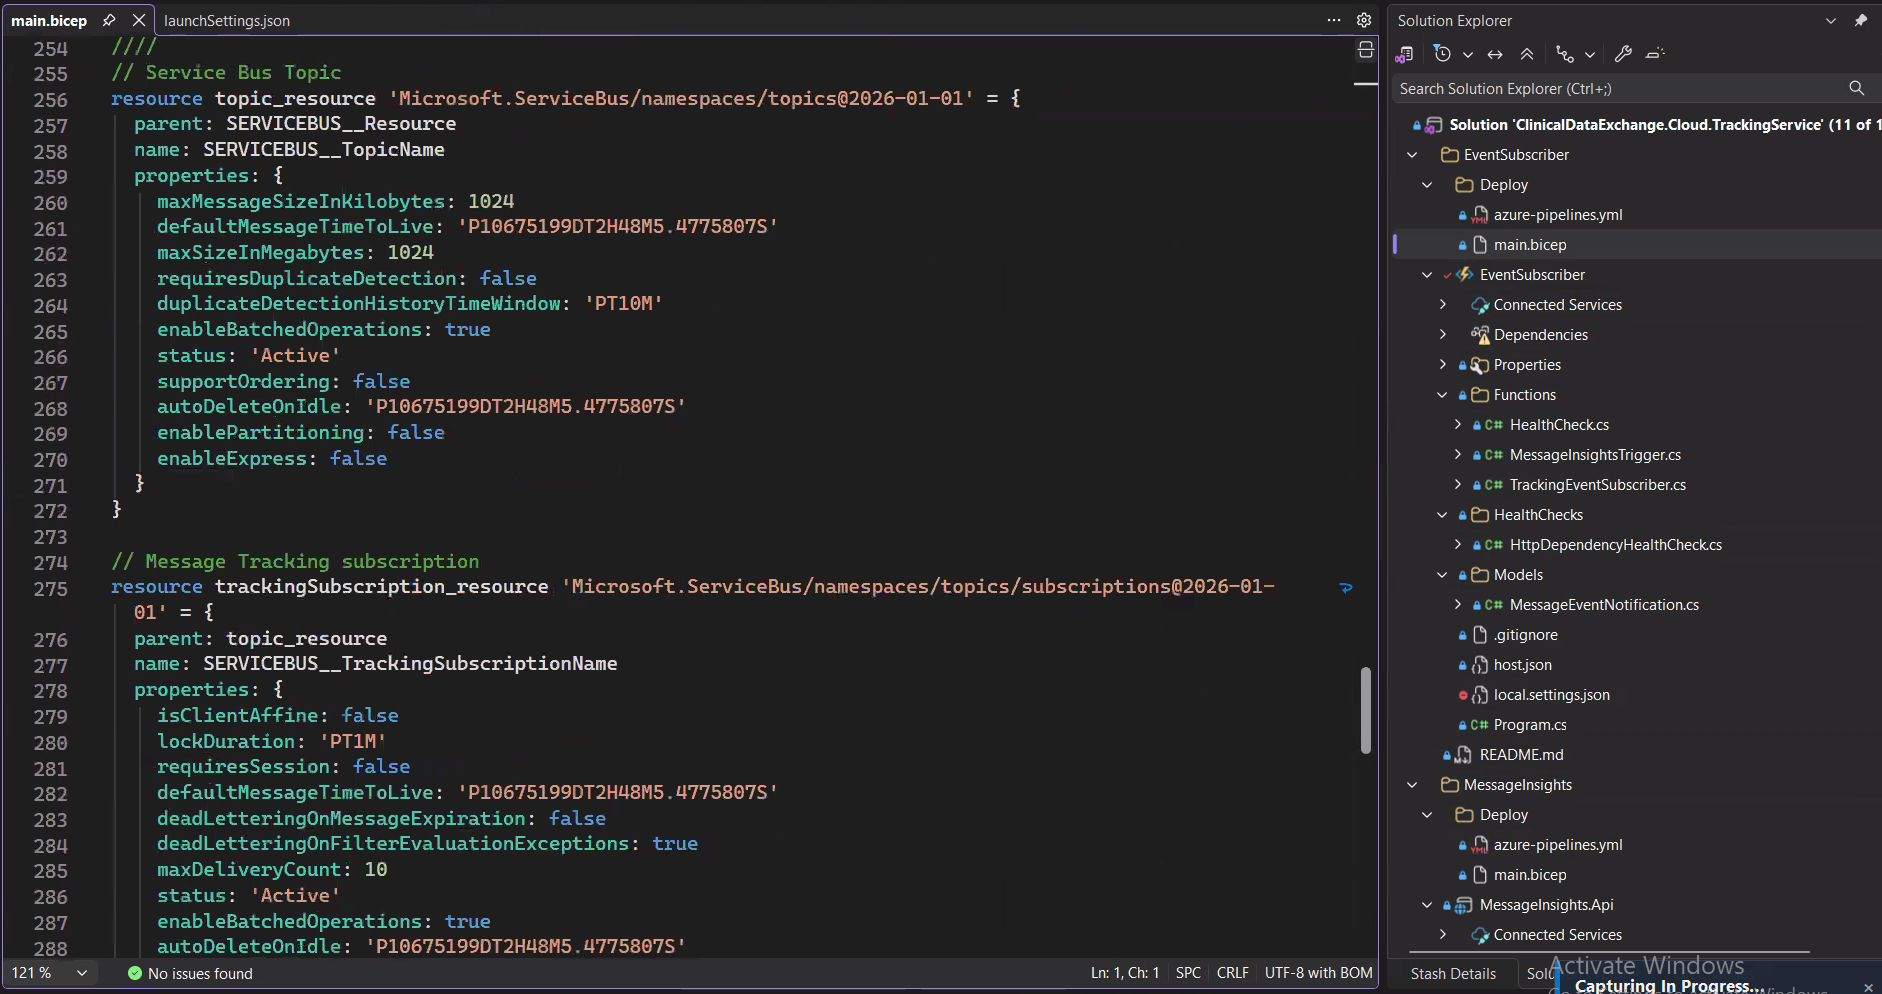 main.bicep
launchSettings.json
254 ////
255 // Service Bus Topic
256 resource topic_resource 'Microsoft.ServiceBus/namespaces/topics@2026-01-01' = {
257 parent: SERVICEBUS__Resource
258 name: SERVICEBUS__TopicName
259 properties: {
260 maxMessageSizeInKilobytes: 1024
261 defaultMessageTimeToLive: 'P10675199DT2H48M5.4775807S'
262 maxSizeInMegabytes: 1024
263 requiresDuplicateDetection: false
264 duplicateDetectionHistoryTimeWindow: 'PT10M'
265 enableBatchedOperations: true
266 status: 'Active'
267 supportOrdering: false
268 autoDeleteOnIdle: 'P10675199DT2H48M5.4775807S'
269 enablePartitioning: false
270 enableExpress: false
271 }
272 }
273
274 // Message Tracking subscription
275 resource trackingSubscription_resource 'Microsoft.ServiceBus/namespaces/topics/subscriptions@2026-01-
01' = {
276 parent: topic_resource
277 name: SERVICEBUS__TrackingSubscriptionName
278 properties: {
279 isClientAffine: false
280 lockDuration: 'PT1M'
281 requiresSession: false
282 defaultMessageTimeToLive: 'P10675199DT2H48M5.4775807S'
283 deadLetteringOnMessageExpiration: false
284 deadLetteringOnFilterEvaluationExceptions: true
285 maxDeliveryCount: 10
286 status: 'Active'
287 enableBatchedOperations: true
288 autoDeleteOnIdle: 'P10675199DT2H48M5.4775807S'
121 %
No issues found
Ln: 1, Ch: 1
SPC
CRLF
UTF-8 with BOM
Solution Explorer
Search Solution Explorer (Ctrl+;)
Solution 'ClinicalDataExchange.Cloud.TrackingService' (11 of 1
EventSubscriber
Deploy
azure-pipelines.yml
main.bicep
EventSubscriber
Connected Services
Dependencies
Properties
Functions
C# HealthCheck.cs
C# MessageInsightsTrigger.cs
C# TrackingEventSubscriber.cs
HealthChecks
C# HttpDependencyHealthCheck.cs
Models
C# MessageEventNotification.cs
.gitignore
host.json
local.settings.json
C# Program.cs
README.md
MessageInsights
Deploy
azure-pipelines.yml
main.bicep
MessageInsights.Api
Connected Services
Stash Details
Solu
Activate Windows
Capturing In Progress...